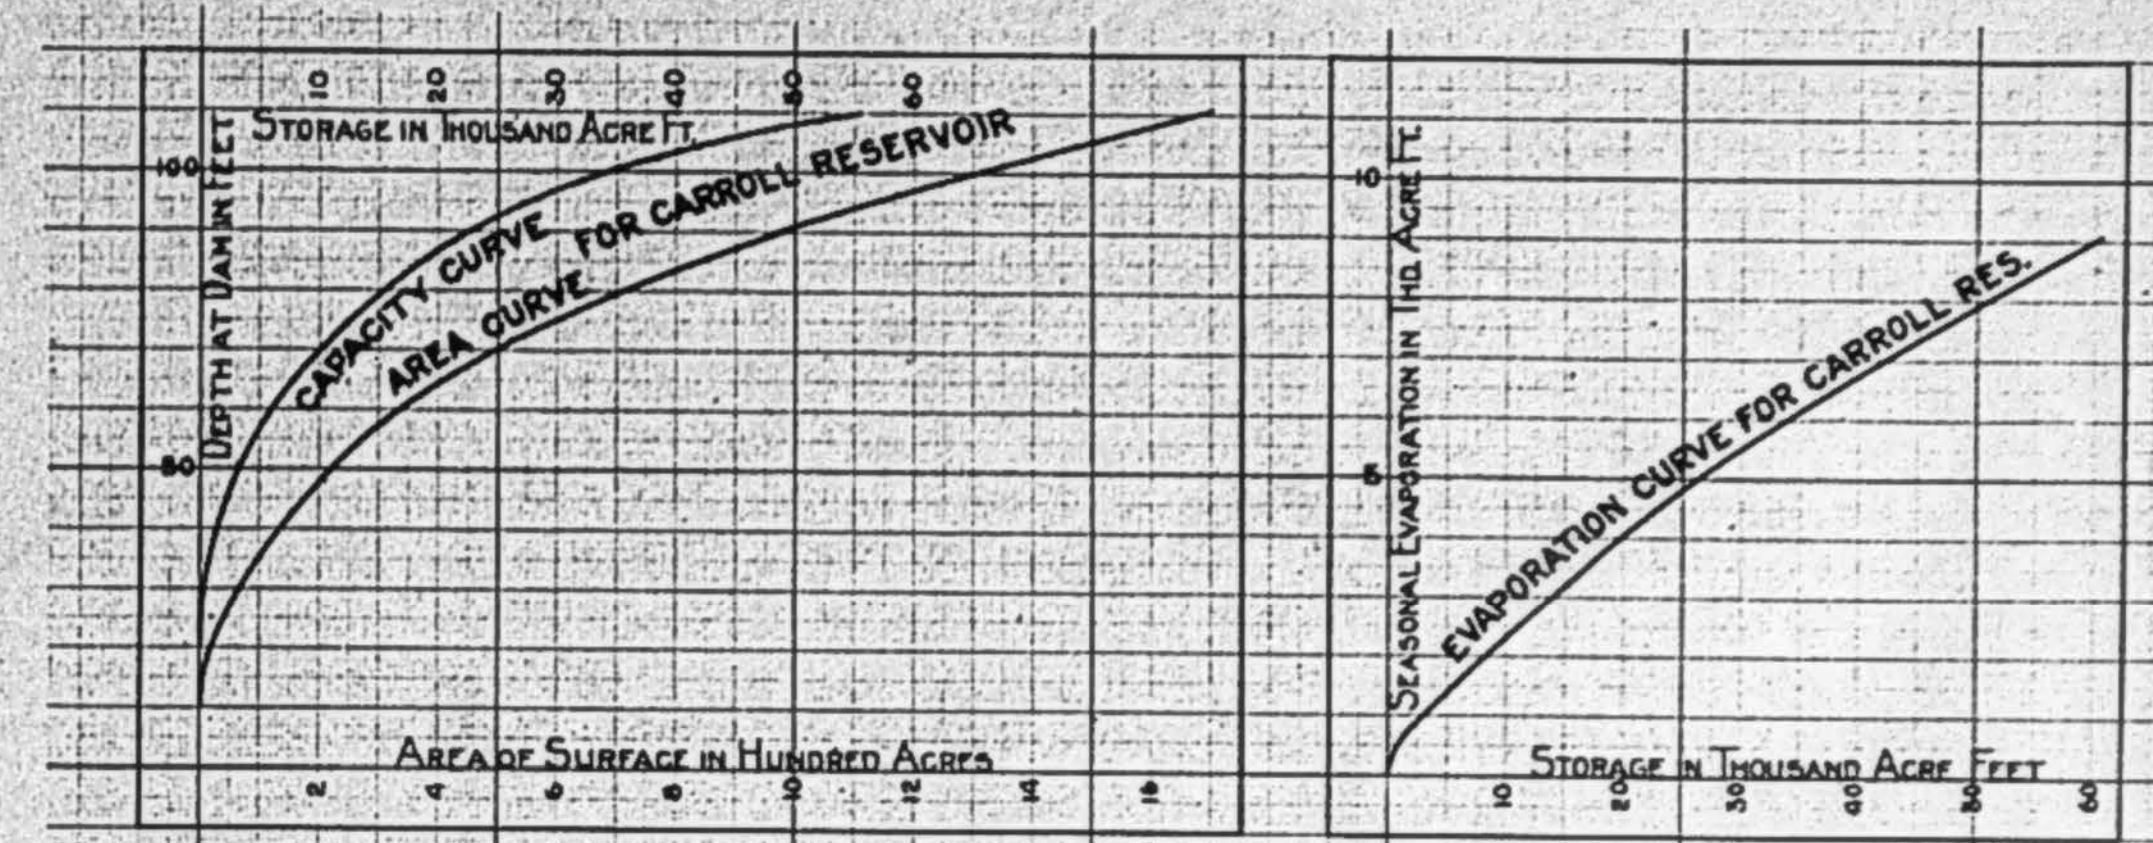 10 20 30 40 50 60
STORAGE IN THOUSAND ACRE FT.
100
50
DEPTH AT DAM IN FEET
CAPACITY CURVE
AREA CURVE
FOR CARROLL RESERVOIR
AREA OF SURFACE IN HUNDRED ACRES
2 4 6 8 10 12 14 16
10
5
SEASONAL EVAPORATION IN THD. ACRE FT.
EVAPORATION CURVE FOR CARROLL RES.
STORAGE IN THOUSAND ACRE FEET
10 20 30 40 50 60